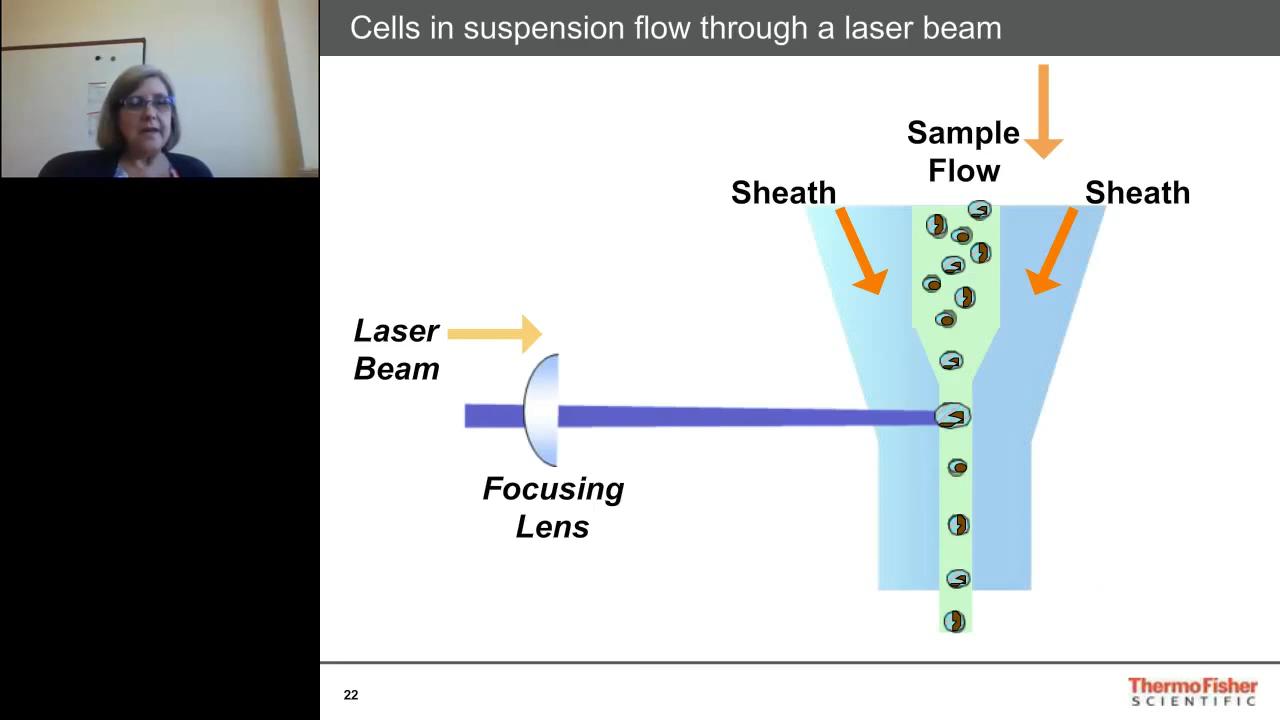 Cells in suspension flow through a laser beam
Sample
Flow
Sheath
Sheath
Laser
Beam
Focusing
Lens
22
ThermoFisher
SCIENTIFIC